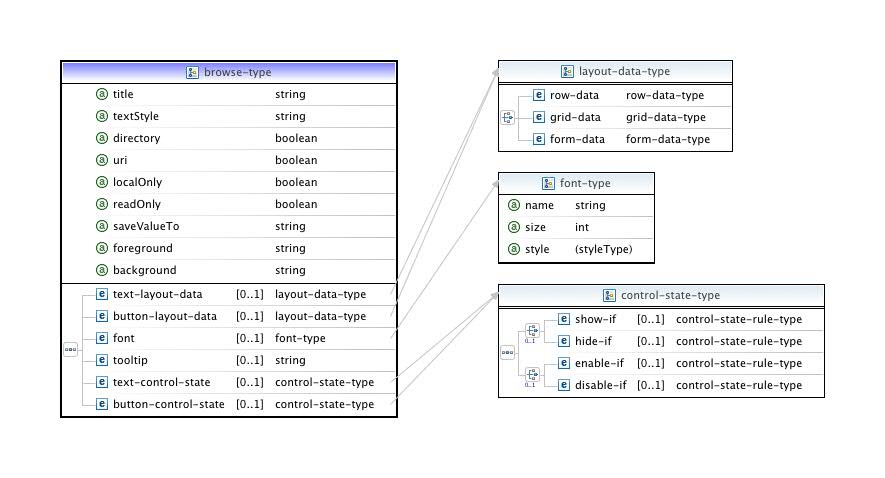 browse-type
a title string
a textStyle string
a directory boolean
a uri boolean
a localOnly boolean
a readOnly boolean
a saveValueTo string
a foreground string
a background string
e text-layout-data [0..1] layout-data-type
e button-layout-data [0..1] layout-data-type
e font [0..1] font-type
e tooltip [0..1] string
e text-control-state [0..1] control-state-type
e button-control-state [0..1] control-state-type
layout-data-type
e row-data row-data-type
e grid-data grid-data-type
e form-data form-data-type
font-type
a name string
a size int
a style (styleType)
control-state-type
e show-if [0..1] control-state-rule-type
0..1
e hide-if [0..1] control-state-rule-type
e enable-if [0..1] control-state-rule-type
0..1
e disable-if [0..1] control-state-rule-type